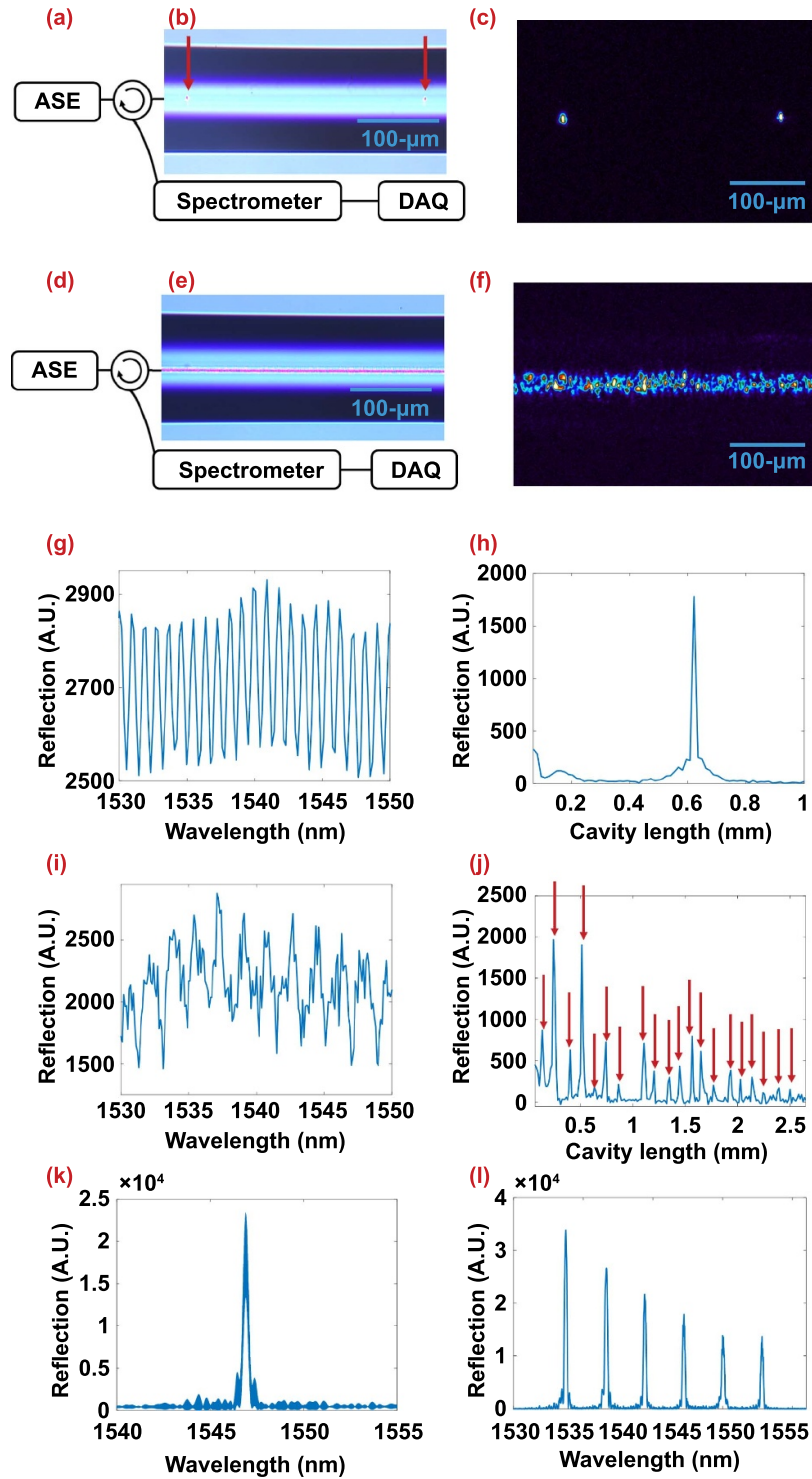 (a)
(b)
(c)
ASE
100-μm
100-μm
Spectrometer
DAQ
(d)
(e)
(f)
ASE
100-μm
100-μm
Spectrometer
DAQ
(g)
Reflection (A.U.)
2900
2700
2500
1530
1535
1540
1545
1550
Wavelength (nm)
(h)
Reflection (A.U.)
2000
1500
1000
500
0
0.2
0.4
0.6
0.8
1
Cavity length (mm)
(i)
Reflection (A.U.)
2500
2000
1500
1530
1535
1540
1545
1550
Wavelength (nm)
(j)
Reflection (A.U.)
2500
2000
1500
1000
500
0
0.5
1
1.5
2
2.5
Cavity length (mm)
(k)
×10⁴
Reflection (A.U.)
2.5
2
1.5
1
0.5
0
1540
1545
1550
1555
Wavelength (nm)
(l)
×10⁴
Reflection (A.U.)
4
3
2
1
0
1530
1535
1540
1545
1550
1555
Wavelength (nm)